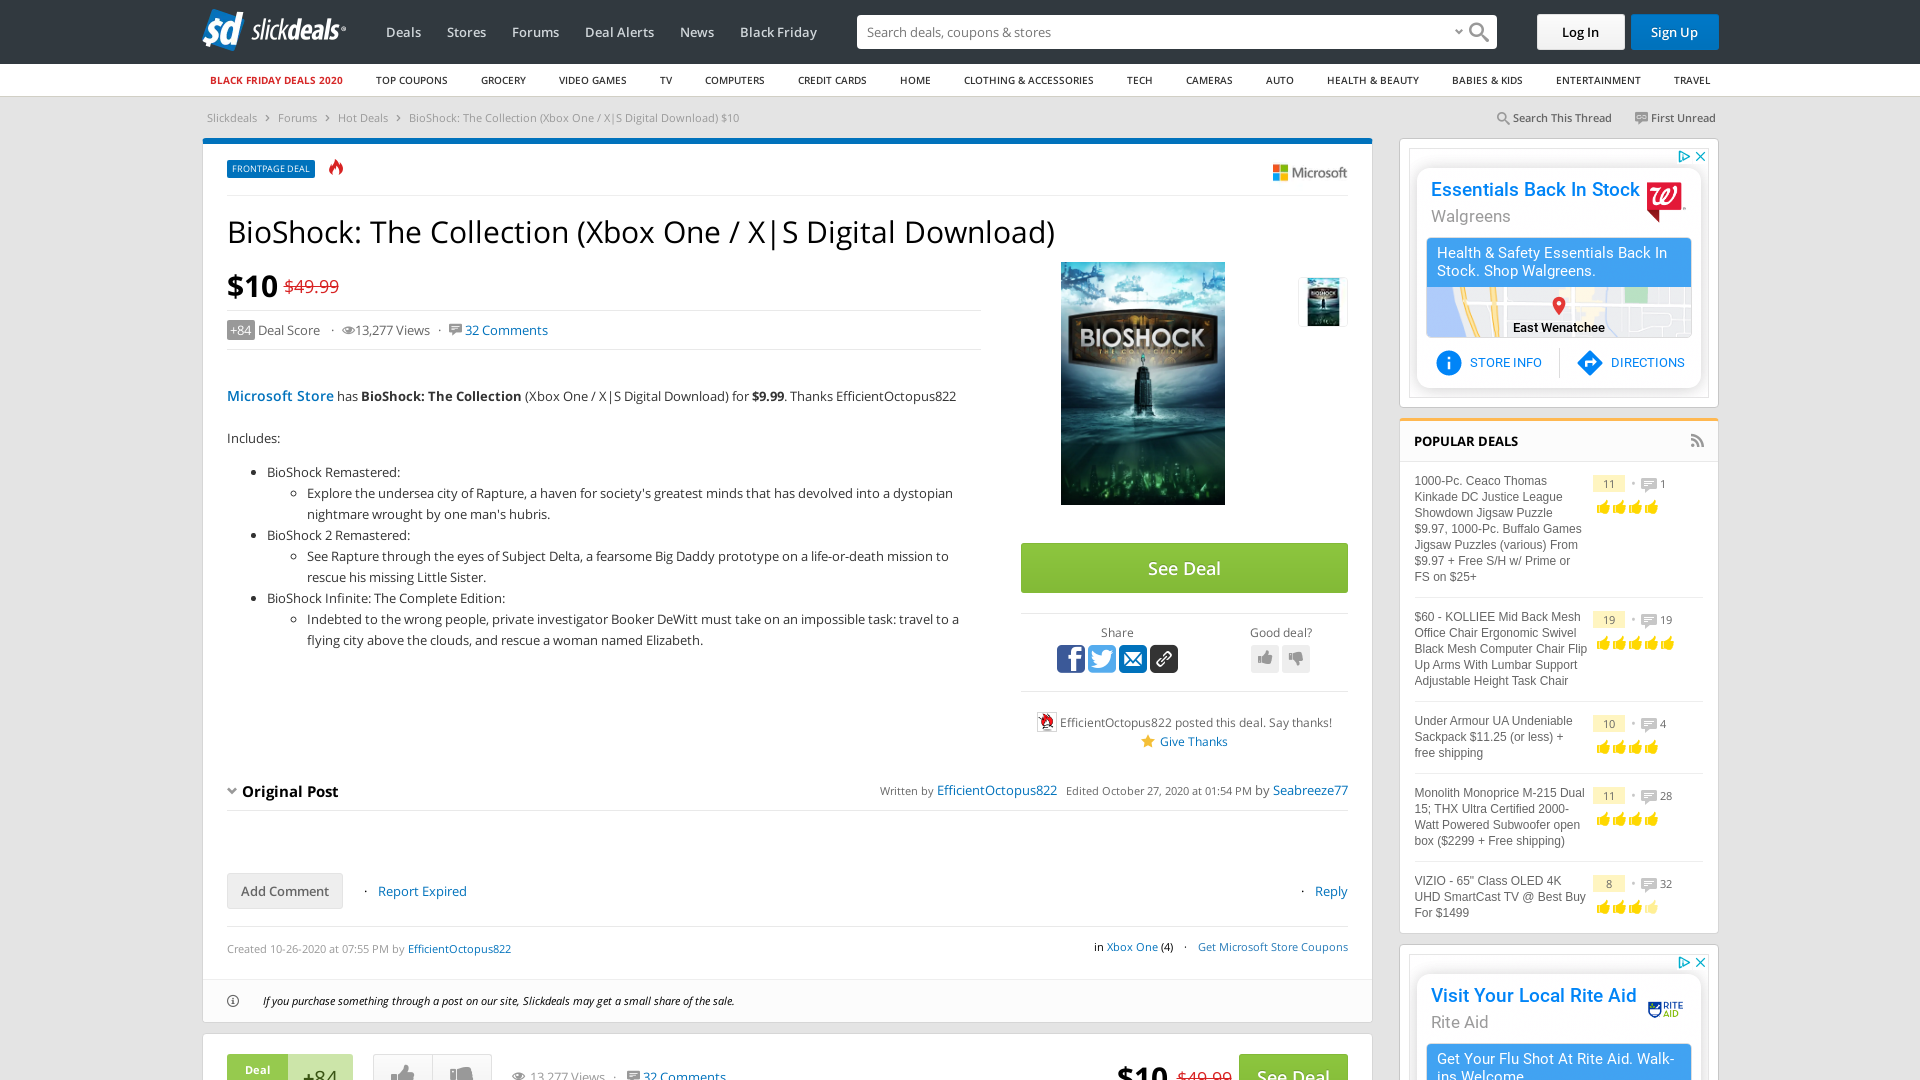 slickdeals
Deals Stores Forums Deal Alerts News Black Friday
Search deals, coupons & stores
Log In Sign Up
BLACK FRIDAY DEALS 2020 TOP COUPONS GROCERY VIDEO GAMES TV COMPUTERS CREDIT CARDS HOME CLOTHING & ACCESSORIES TECH CAMERAS AUTO HEALTH & BEAUTY BABIES & KIDS ENTERTAINMENT TRAVEL
Slickdeals > Forums > Hot Deals > BioShock: The Collection (Xbox One / X|S Digital Download) $10
Search This Thread First Unread
FRONTPAGE DEAL
Microsoft
BioShock: The Collection (Xbox One / X|S Digital Download)
$10 $49.99
+84 Deal Score · 13,277 Views · 32 Comments
BIOSHOCK
THE COLLECTION
Microsoft Store has BioShock: The Collection (Xbox One / X|S Digital Download) for $9.99. Thanks EfficientOctopus822
Includes:
• BioShock Remastered:
Explore the undersea city of Rapture, a haven for society's greatest minds that has devolved into a dystopian
nightmare wrought by one man's hubris.
• BioShock 2 Remastered:
See Rapture through the eyes of Subject Delta, a fearsome Big Daddy prototype on a life-or-death mission to
rescue his missing Little Sister.
• BioShock Infinite: The Complete Edition:
Indebted to the wrong people, private investigator Booker DeWitt must take on an impossible task: travel to a
flying city above the clouds, and rescue a woman named Elizabeth.
See Deal
Share Good deal?
EfficientOctopus822 posted this deal. Say thanks!
Give Thanks
Original Post
Written by EfficientOctopus822 Edited October 27, 2020 at 01:54 PM by Seabreeze77
Add Comment · Report Expired · Reply
Created 10-26-2020 at 07:55 PM by EfficientOctopus822
in Xbox One (4) · Get Microsoft Store Coupons
If you purchase something through a post on our site, Slickdeals may get a small share of the sale.
Deal
+84
13,277 Views · 32 Comments
$10 $49.99 See Deal
Essentials Back In Stock
Walgreens
Health & Safety Essentials Back In
Stock. Shop Walgreens.
East Wenatchee
STORE INFO DIRECTIONS
POPULAR DEALS
1000-Pc. Ceaco Thomas
Kinkade DC Justice League
Showdown Jigsaw Puzzle
$9.97, 1000-Pc. Buffalo Games
Jigsaw Puzzles (various) From
$9.97 + Free S/H w/ Prime or
FS on $25+
11 • 1
$60 - KOLLIEE Mid Back Mesh
Office Chair Ergonomic Swivel
Black Mesh Computer Chair Flip
Up Arms With Lumbar Support
Adjustable Height Task Chair
19 • 19
Under Armour UA Undeniable
Sackpack $11.25 (or less) +
free shipping
10 • 4
Monolith Monoprice M-215 Dual
15; THX Ultra Certified 2000-
Watt Powered Subwoofer open
box ($2299 + Free shipping)
11 • 28
VIZIO - 65" Class OLED 4K
UHD SmartCast TV @ Best Buy
For $1499
8 • 32
Visit Your Local Rite Aid
Rite Aid
RITE
AID
Get Your Flu Shot At Rite Aid. Walk-
ins Welcome